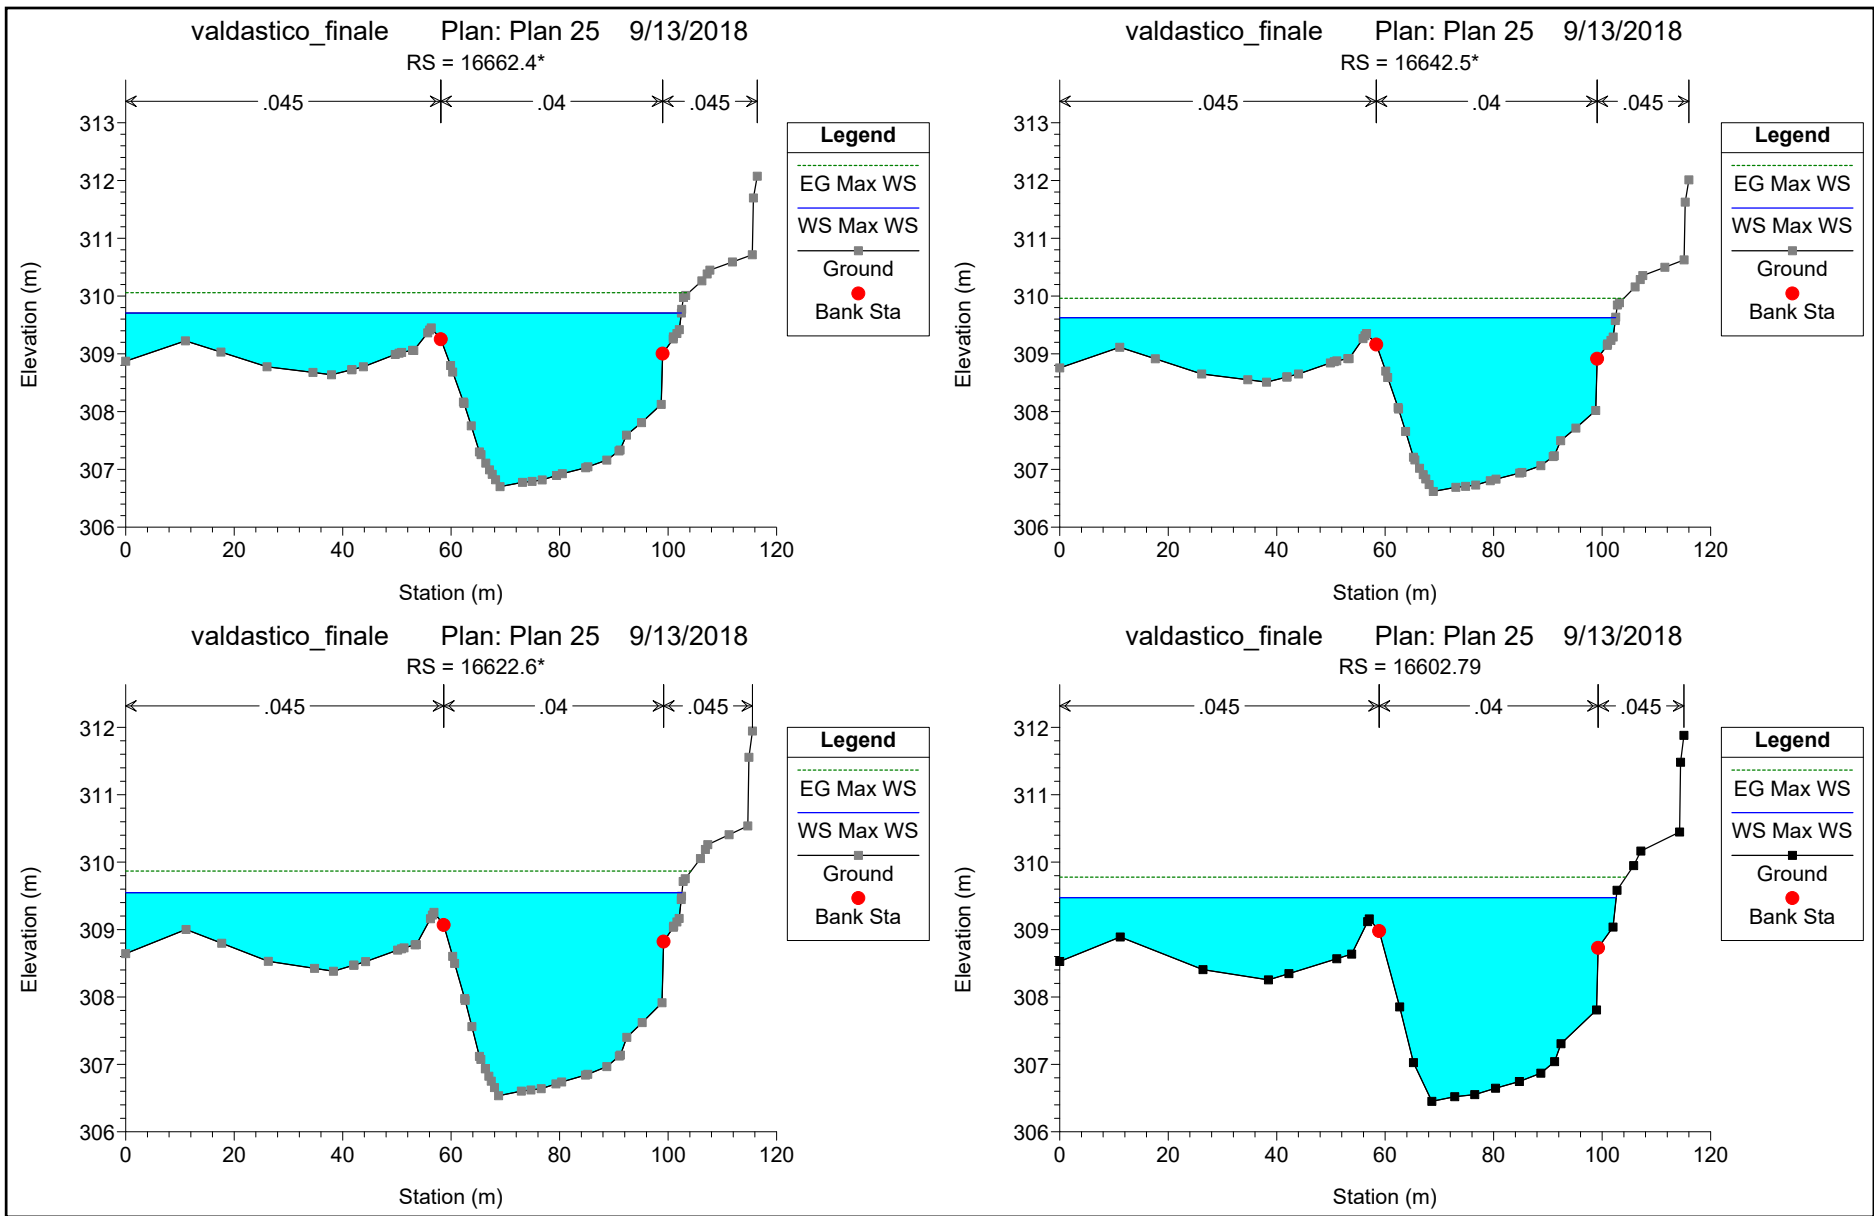 valdastico_finale Plan: Plan 25 9/13/2018
RS = 16662.4*
.045 .04 .045
313
312
311
310
309
308
307
306
0 20 40 60 80 100 120
Elevation (m)
Station (m)
Legend
EG Max WS
WS Max WS
Ground
Bank Sta
valdastico_finale Plan: Plan 25 9/13/2018
RS = 16642.5*
.045 .04 .045
313
312
311
310
309
308
307
306
0 20 40 60 80 100 120
Elevation (m)
Station (m)
Legend
EG Max WS
WS Max WS
Ground
Bank Sta
valdastico_finale Plan: Plan 25 9/13/2018
RS = 16622.6*
.045 .04 .045
312
311
310
309
308
307
306
0 20 40 60 80 100 120
Elevation (m)
Station (m)
Legend
EG Max WS
WS Max WS
Ground
Bank Sta
valdastico_finale Plan: Plan 25 9/13/2018
RS = 16602.79
.045 .04 .045
312
311
310
309
308
307
306
0 20 40 60 80 100 120
Elevation (m)
Station (m)
Legend
EG Max WS
WS Max WS
Ground
Bank Sta